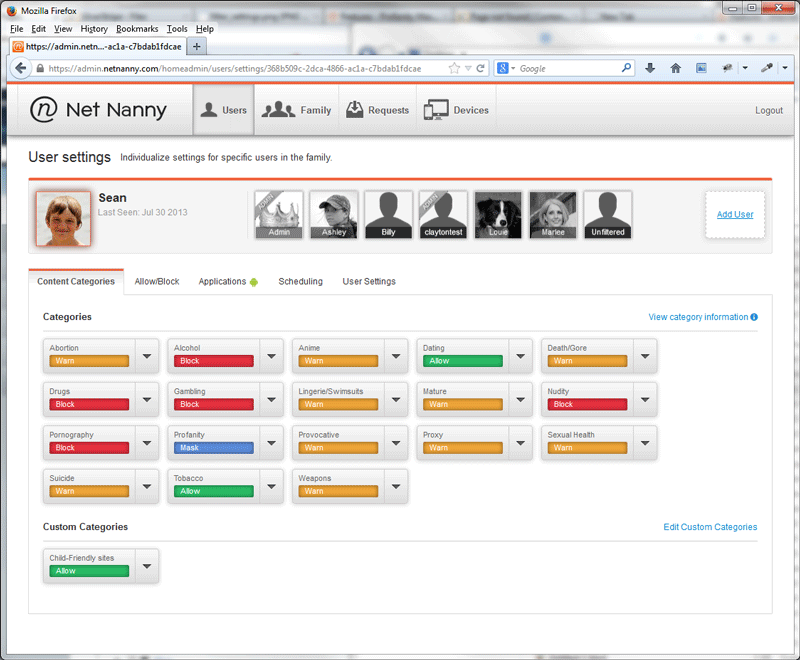 Mozilla Firefox
File Edit View History Bookmarks Tools Help
https://admin.netn...-ac1a-c7bdab1fdcae
https://admin.netnanny.com/homeadmin/users/settings/368b509c-2dca-4866-ac1a-c7bdab1fdcae
Google
Net Nanny
Users
Family
Requests
Devices
Logout
User settings Individualize settings for specific users in the family.
Sean
Last Seen: Jul 30 2013
Admin
Ashley
Billy
claytontest
Louie
Marlee
Unfiltered
Add User
Content Categories Allow/Block Applications Scheduling User Settings
Categories View category information
Abortion Alcohol Anime Dating Death/Gore
Warn Block Warn Allow Warn
Drugs Gambling Lingerie/Swimsuits Mature Nudity
Block Block Warn Warn Block
Pornography Profanity Provocative Proxy Sexual Health
Block Mask Warn Warn Warn
Suicide Tobacco Weapons
Warn Allow Warn
Custom Categories Edit Custom Categories
Child-Friendly sites
Allow